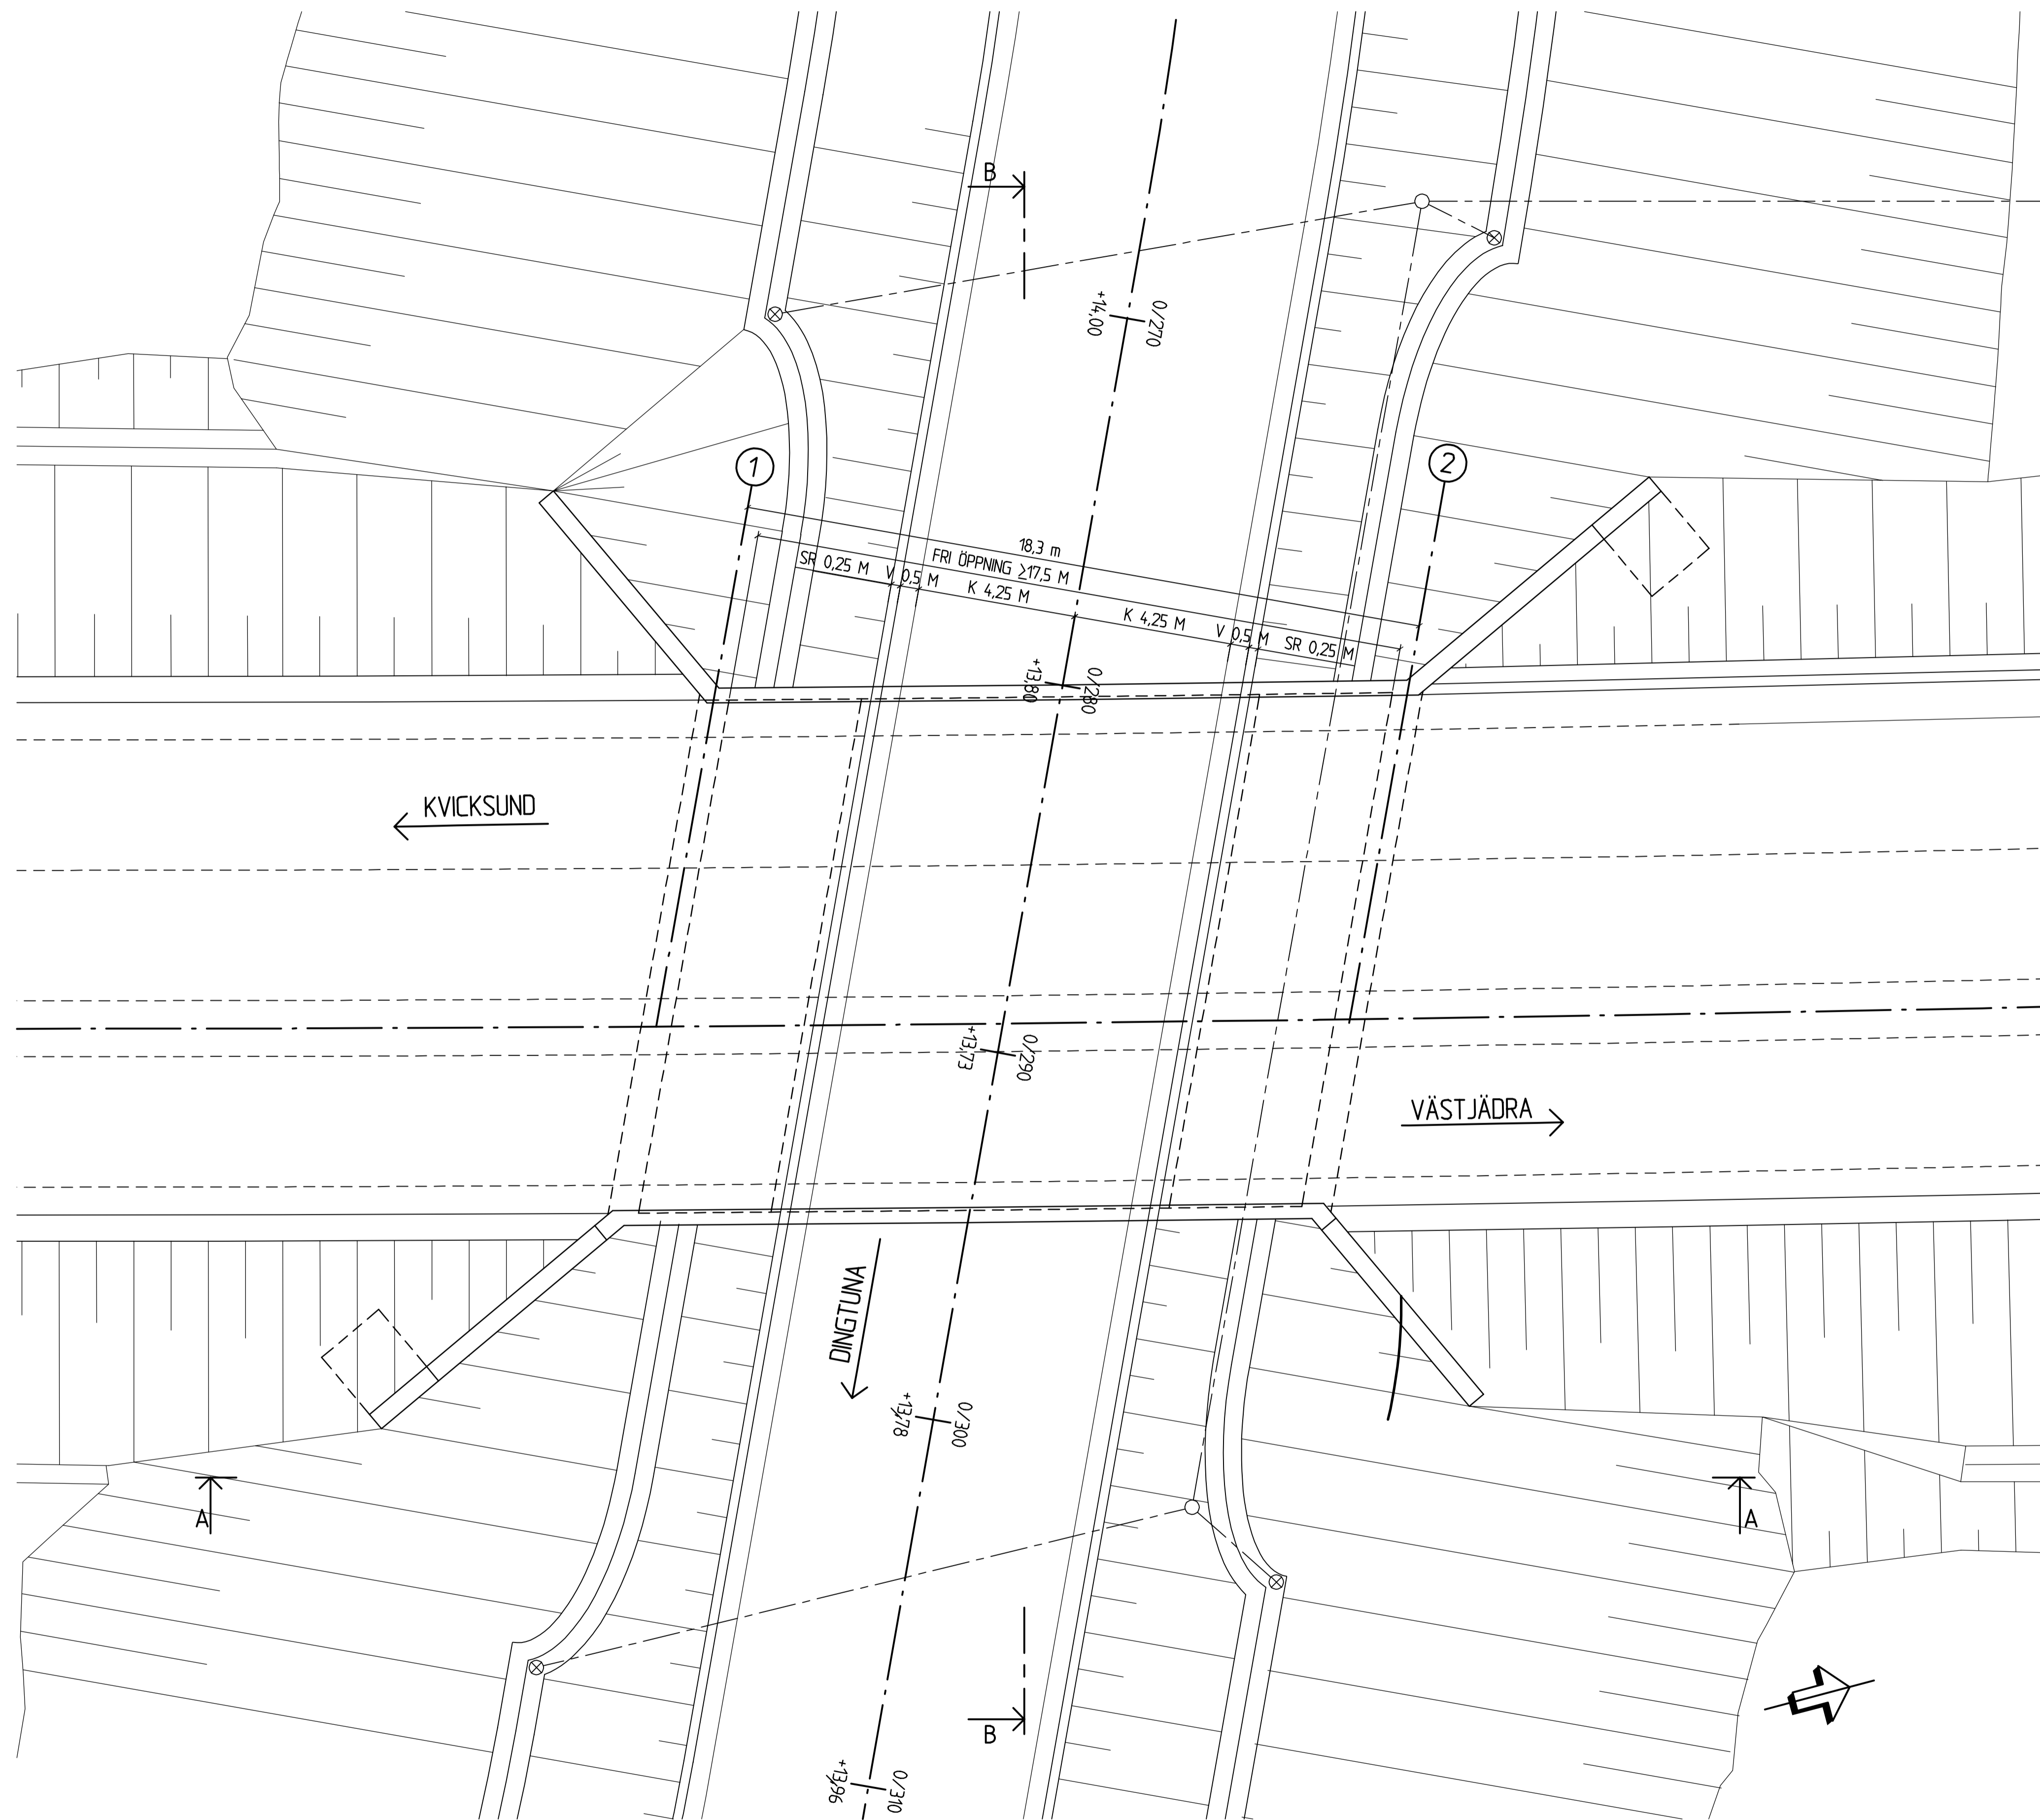 B
0/270
+14,00
1
2
18,3 m
FRI ÖPPNING ≥17,5 M
SR 0,25 M V 0,5 M K 4,25 M K 4,25 M V 0,5 M SR 0,25 M
+13,80
0/280
KVICKSUND
+13,73
0/290
VÄSTJÄDRA
DINGTUNA
+13,78
0/300
A
A
B
+13,96
0/310